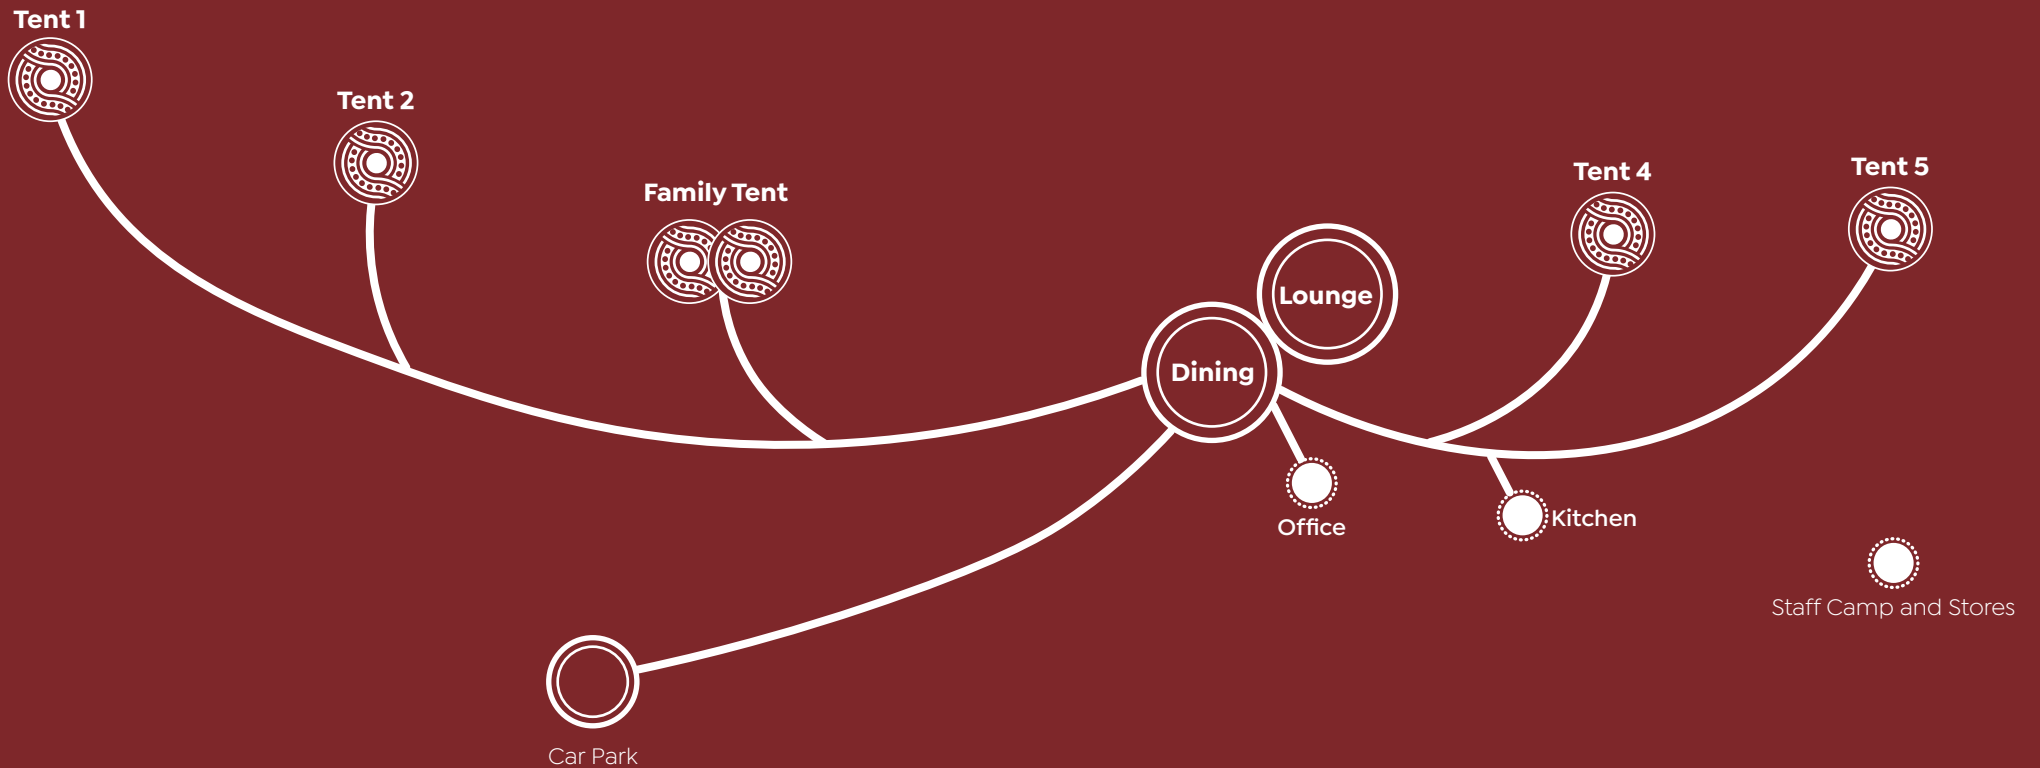 Tent 1
Tent 2
Family Tent
Tent 4
Tent 5
Lounge
Dining
Office
Kitchen
Staff Camp and Stores
Car Park